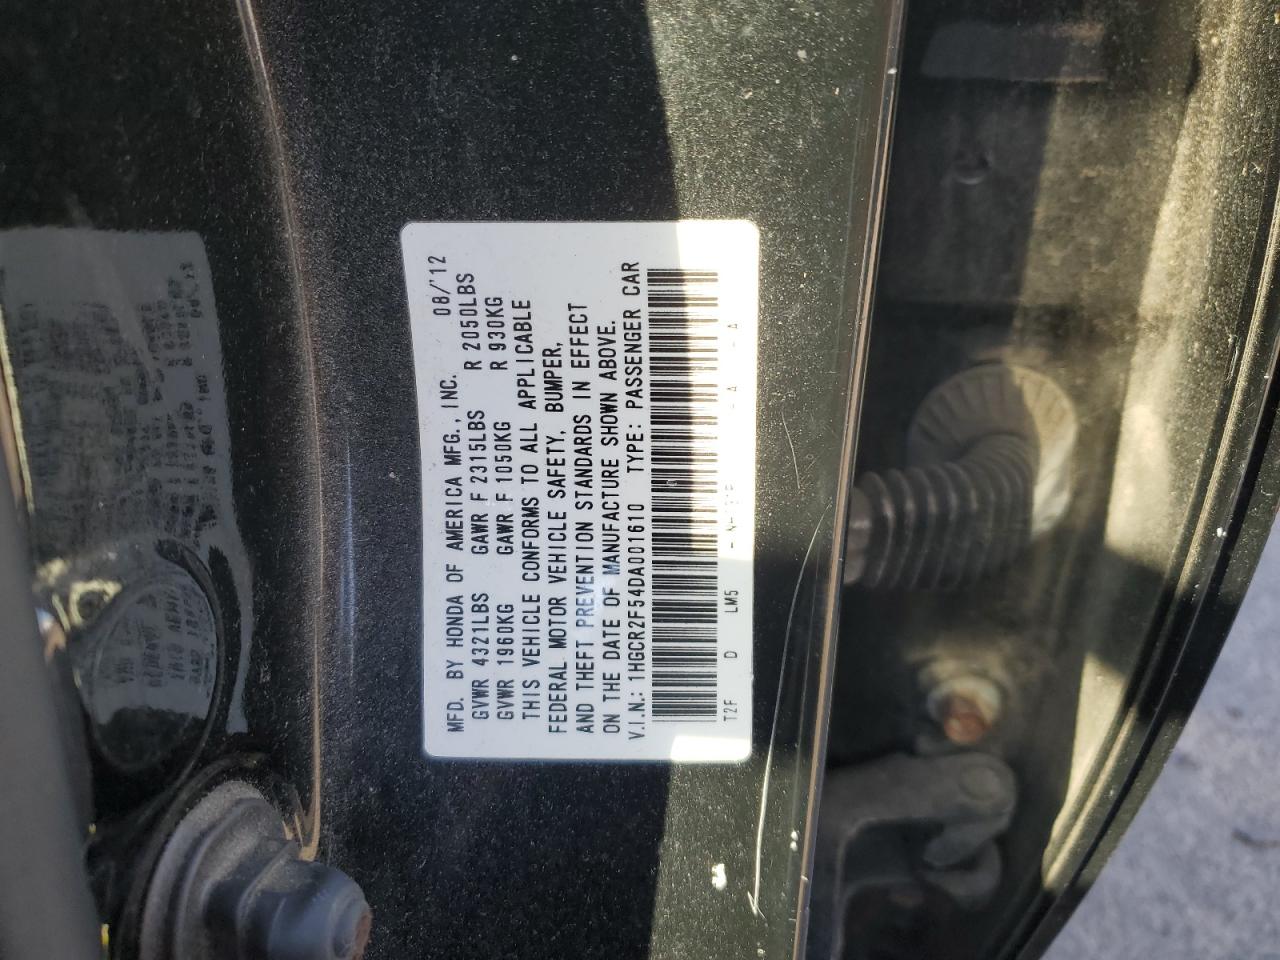 MFD. BY HONDA OF AMERICA MFG., INC. 08/'12
GVWR 4321LBS GAWR F 2315LBS R 2050LBS
GVWR 1960KG GAWR F 1050KG R 930KG
THIS VEHICLE CONFORMS TO ALL APPLICABLE
FEDERAL MOTOR VEHICLE SAFETY, BUMPER,
AND THEFT PREVENTION STANDARDS IN EFFECT
ON THE DATE OF MANUFACTURE SHOWN ABOVE.
V.I.N.: 1HGCR2F54DA001610 TYPE: PASSENGER CAR
T2F D LM5